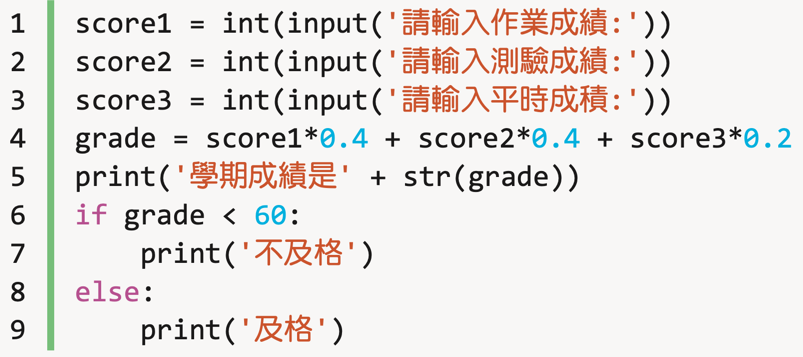 1 score1 = int(input('請輸入作業成績:'))
2 score2 = int(input('請輸入測驗成績:'))
3 score3 = int(input('請輸入平時成積:'))
4 grade = score1*0.4 + score2*0.4 + score3*0.2
5 print('學期成績是' + str(grade))
6 if grade < 60:
7     print('不及格')
8 else:
9     print('及格')